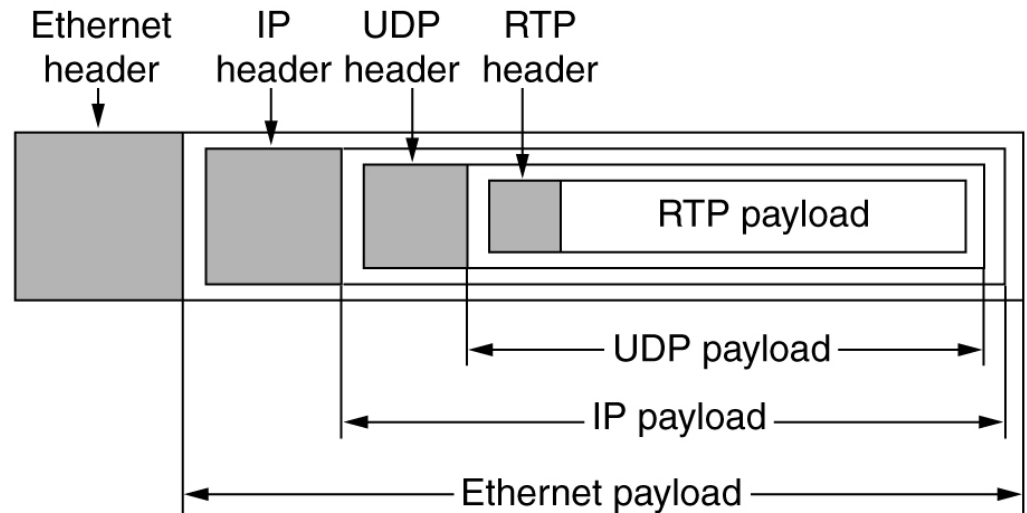 Ethernet header
IP header
UDP header
RTP header
RTP payload
UDP payload
IP payload
Ethernet payload